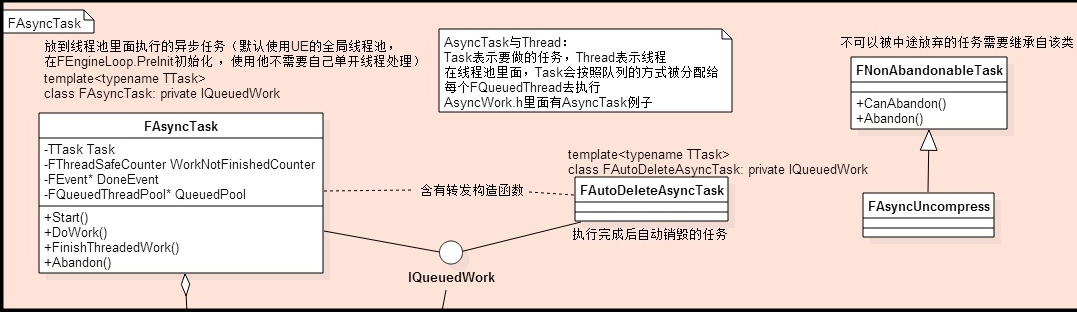 FAsyncTask
放到线程池里面执行的异步任务（默认使用UE的全局线程池，
在FEngineLoop.PreInit初始化 ，使用他不需要自己单开线程处理）
template<typename TTask>
class FAsyncTask: private IQueuedWork
FAsyncTask
-TTask Task
-FThreadSafeCounter WorkNotFinishedCounter
-FEvent* DoneEvent
-FQueuedThreadPool* QueuedPool
+Start()
+DoWork()
+FinishThreadedWork()
+Abandon()
AsyncTask与Thread：
Task表示要做的任务，Thread表示线程
在线程池里面，Task会按照队列的方式被分配给
每个FQueuedThread去执行
AsyncWork.h里面有AsyncTask例子
含有转发构造函数
template<typename TTask>
class FAutoDeleteAsyncTask: private IQueuedWork
FAutoDeleteAsyncTask
执行完成后自动销毁的任务
IQueuedWork
不可以被中途放弃的任务需要继承自该类
FNonAbandonableTask
+CanAbandon()
+Abandon()
FAsyncUncompress